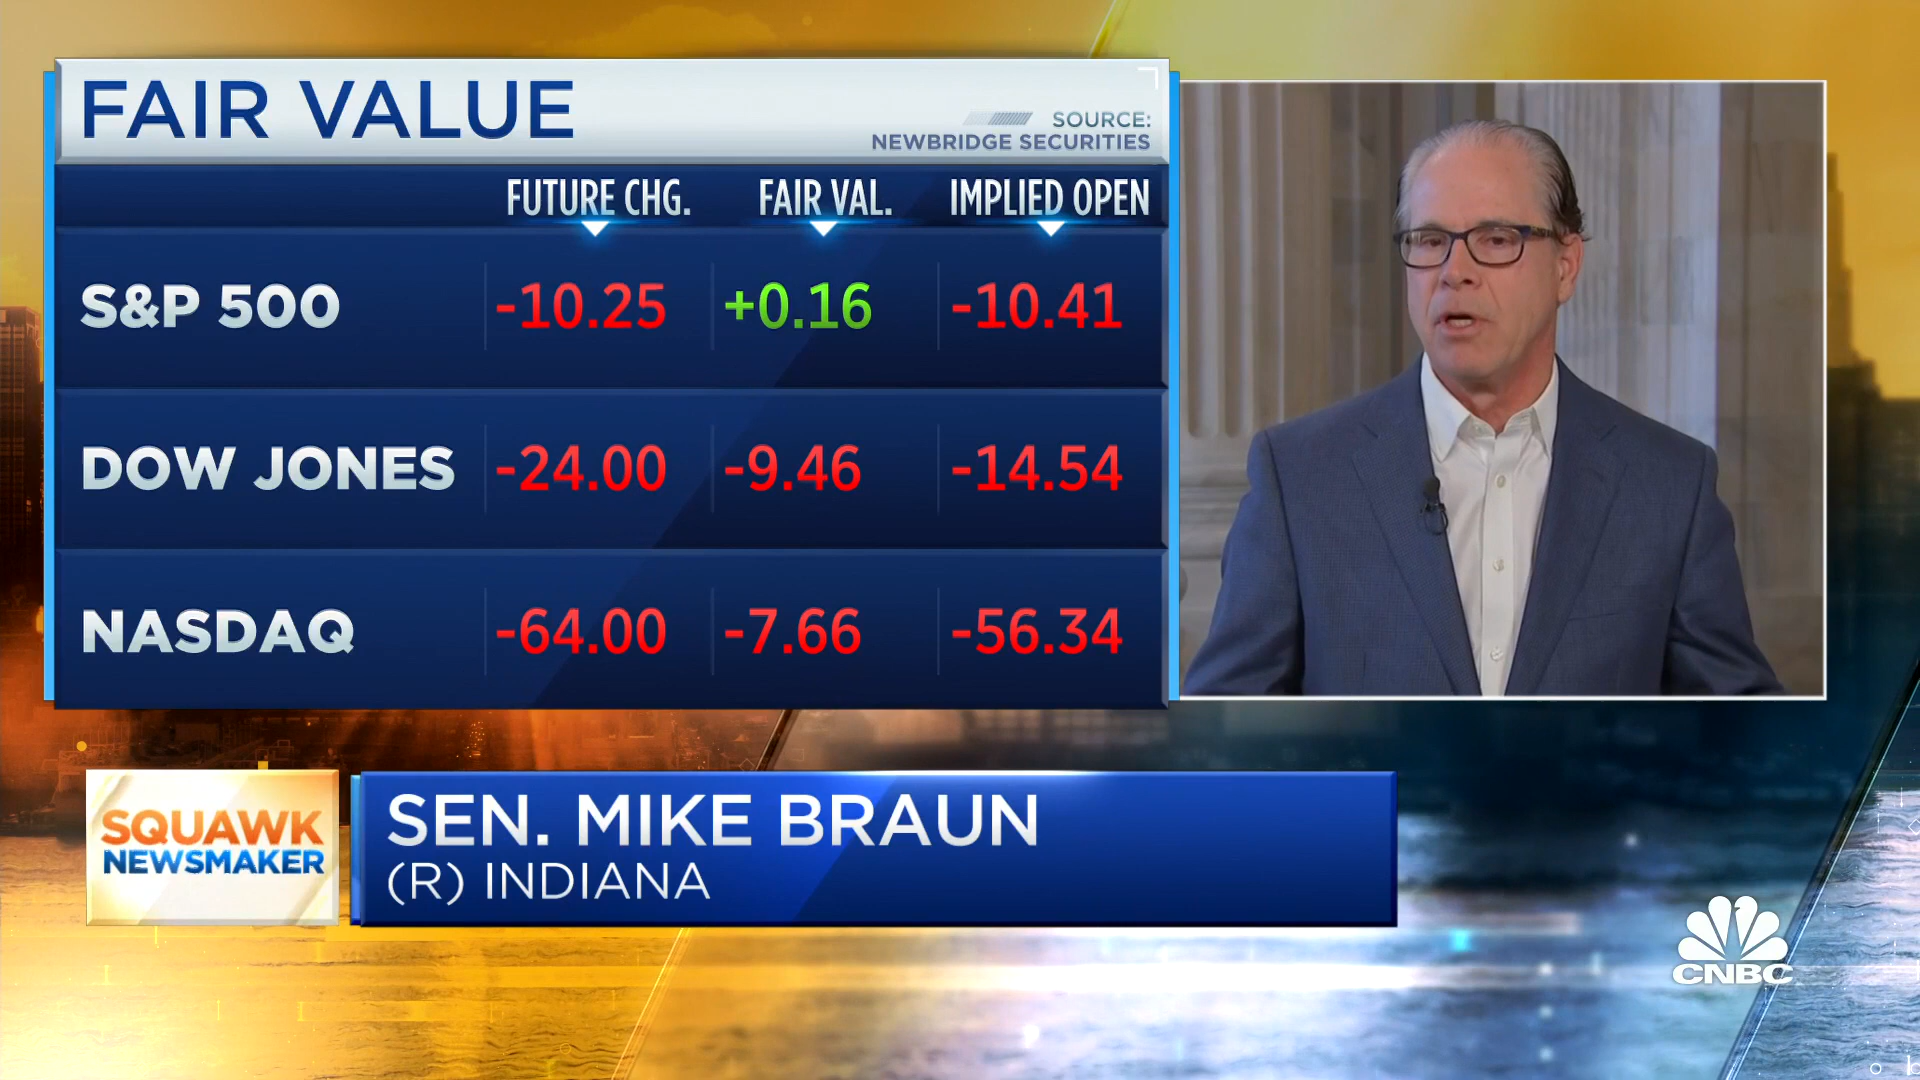 FAIR VALUE
SOURCE:
NEWBRIDGE SECURITIES
FUTURE CHG. FAIR VAL. IMPLIED OPEN
S&P 500 -10.25 +0.16 -10.41
DOW JONES -24.00 -9.46 -14.54
NASDAQ -64.00 -7.66 -56.34
SQUAWK
NEWSMAKER
SEN. MIKE BRAUN
(R) INDIANA
CNBC